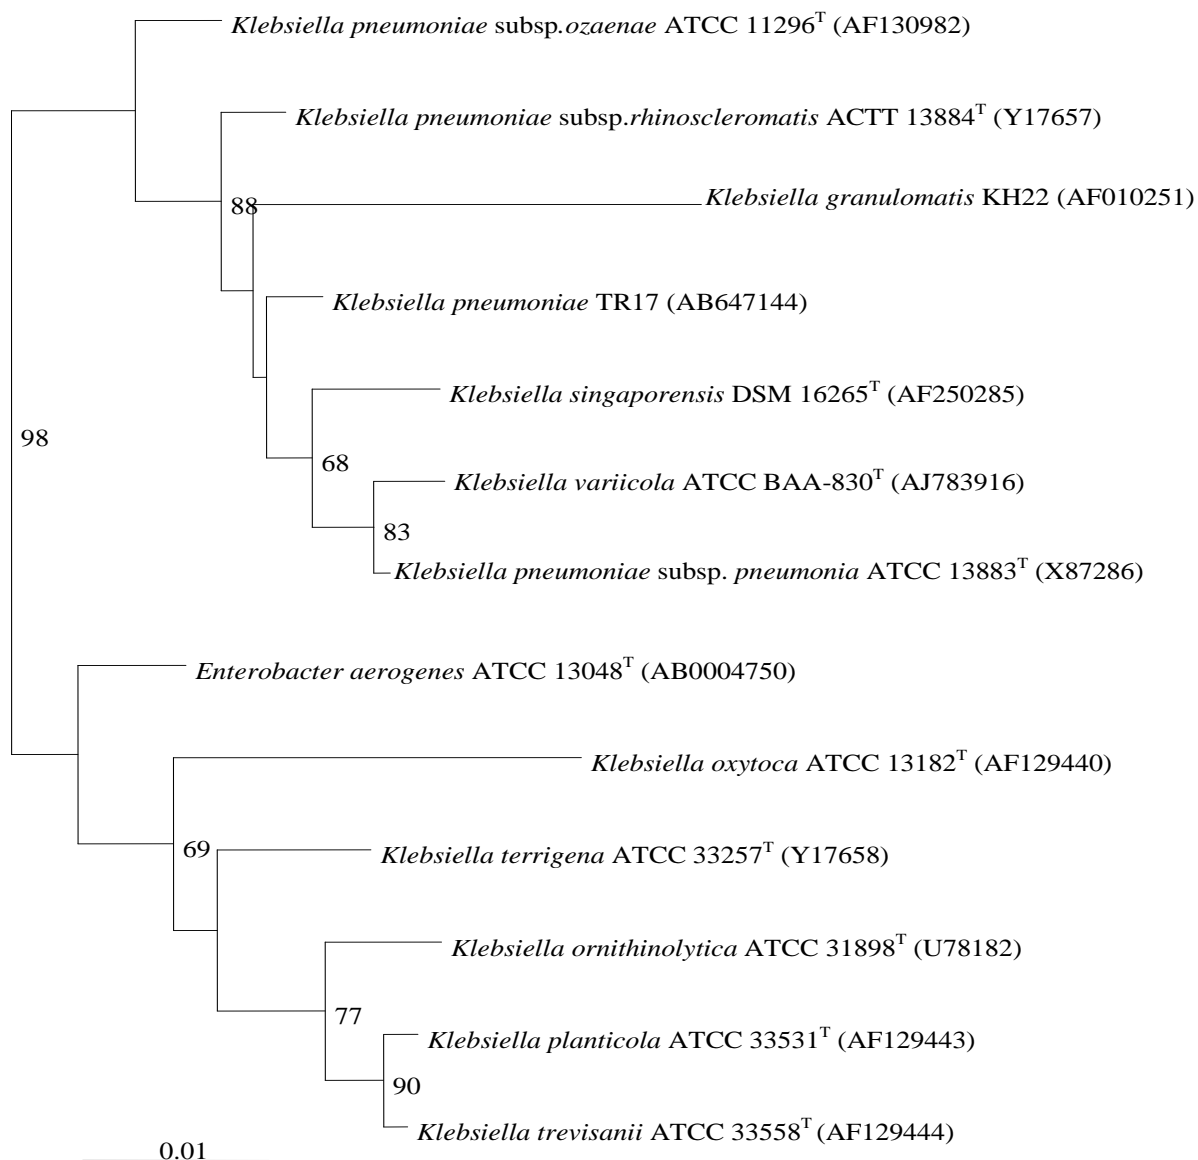 Klebsiella pneumoniae subsp.ozaenae ATCC 11296T (AF130982)
Klebsiella pneumoniae subsp.rhinoscleromatis ACTT 13884T (Y17657)
88
Klebsiella granulomatis KH22 (AF010251)
Klebsiella pneumoniae TR17 (AB647144)
Klebsiella singaporensis DSM 16265T (AF250285)
98
68
Klebsiella variicola ATCC BAA-830T (AJ783916)
83
Klebsiella pneumoniae subsp. pneumonia ATCC 13883T (X87286)
Enterobacter aerogenes ATCC 13048T (AB0004750)
Klebsiella oxytoca ATCC 13182T (AF129440)
69
Klebsiella terrigena ATCC 33257T (Y17658)
Klebsiella ornithinolytica ATCC 31898T (U78182)
77
Klebsiella planticola ATCC 33531T (AF129443)
90
Klebsiella trevisanii ATCC 33558T (AF129444)
0.01